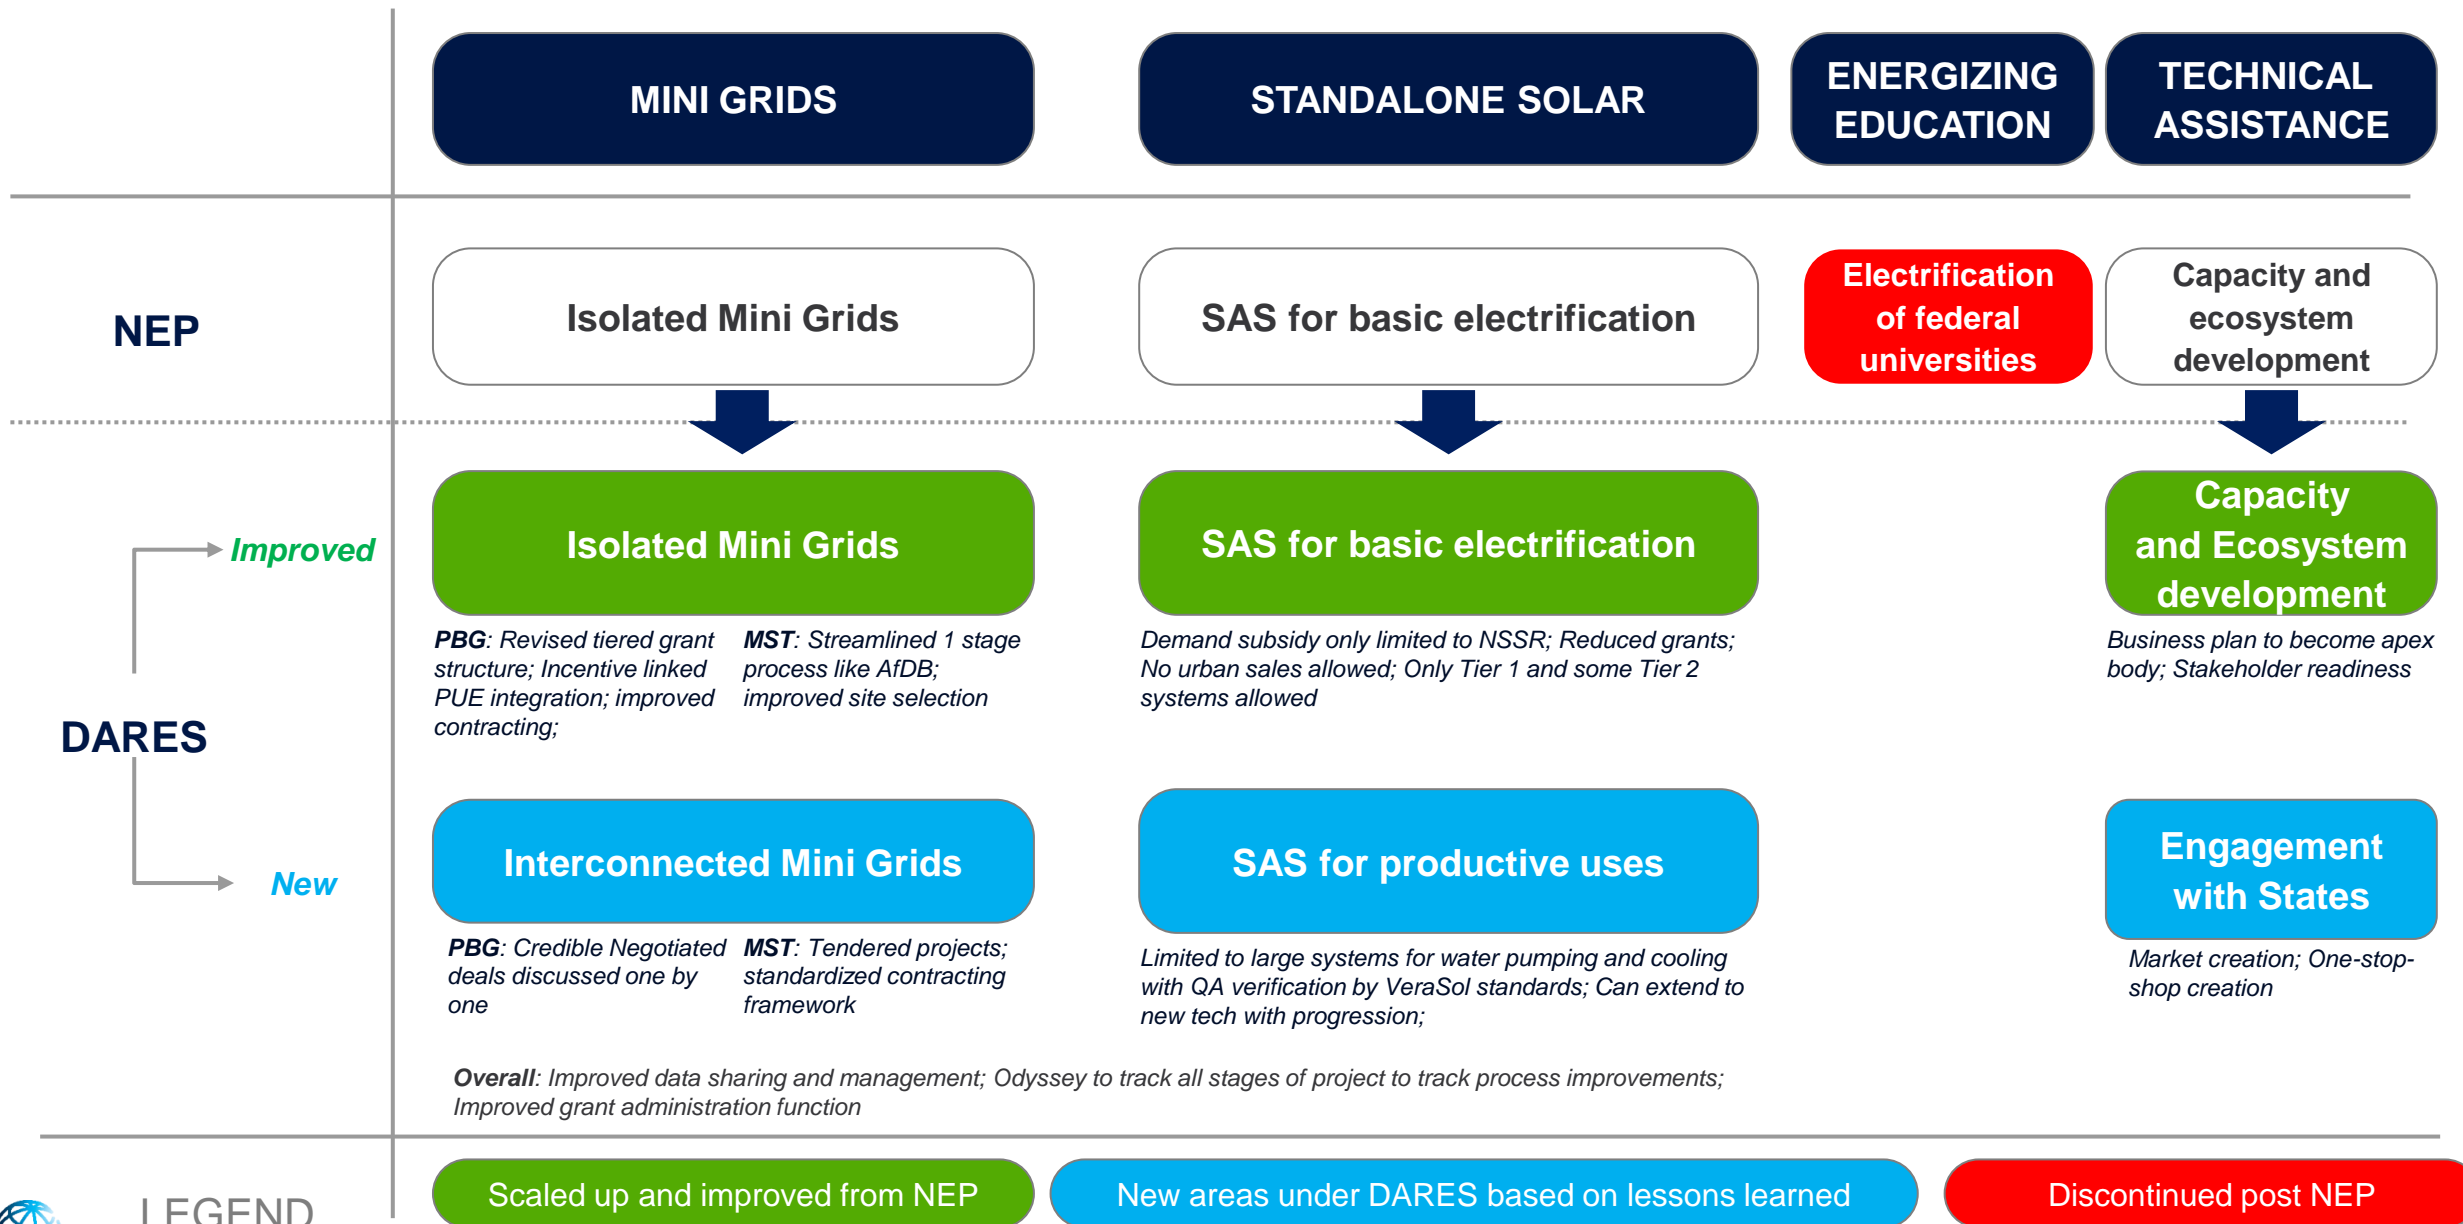 MINI GRIDS
STANDALONE SOLAR
ENERGIZING
EDUCATION
TECHNICAL
ASSISTANCE
NEP
Isolated Mini Grids
SAS for basic electrification
Electrification
of federal
universities
Capacity and
ecosystem
development
DARES
Improved
Isolated Mini Grids
PBG: Revised tiered grant
structure; Incentive linked
PUE integration; improved
contracting;
MST: Streamlined 1 stage
process like AfDB;
improved site selection
SAS for basic electrification
Demand subsidy only limited to NSSR; Reduced grants;
No urban sales allowed; Only Tier 1 and some Tier 2
systems allowed
Capacity
and Ecosystem
development
Business plan to become apex
body; Stakeholder readiness
New
Interconnected Mini Grids
PBG: Credible Negotiated
deals discussed one by
one
MST: Tendered projects;
standardized contracting
framework
SAS for productive uses
Limited to large systems for water pumping and cooling
with QA verification by VeraSol standards; Can extend to
new tech with progression;
Engagement
with States
Market creation; One-stop-
shop creation
Overall: Improved data sharing and management; Odyssey to track all stages of project to track process improvements;
Improved grant administration function
LEGEND
Scaled up and improved from NEP
New areas under DARES based on lessons learned
Discontinued post NEP